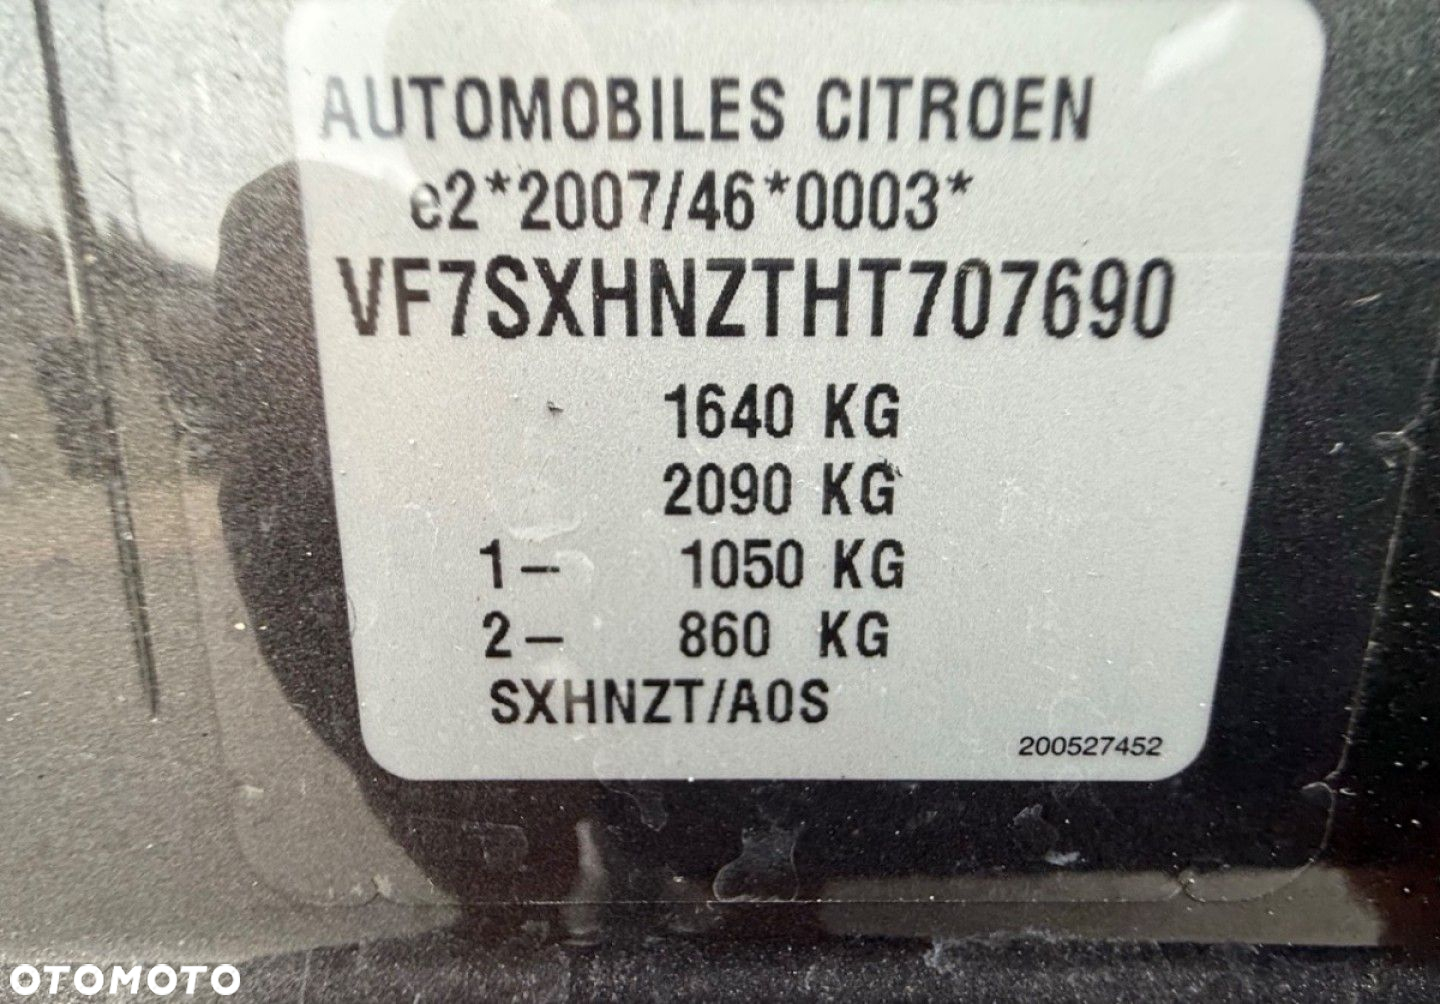 AUTOMOBILES CITROEN
e2*2007/46*0003*
VF7SXHNZTHT707690
1640 KG
2090 KG
1– 1050 KG
2– 860 KG
SXHNZT/A0S
200527452
OTOMOTO